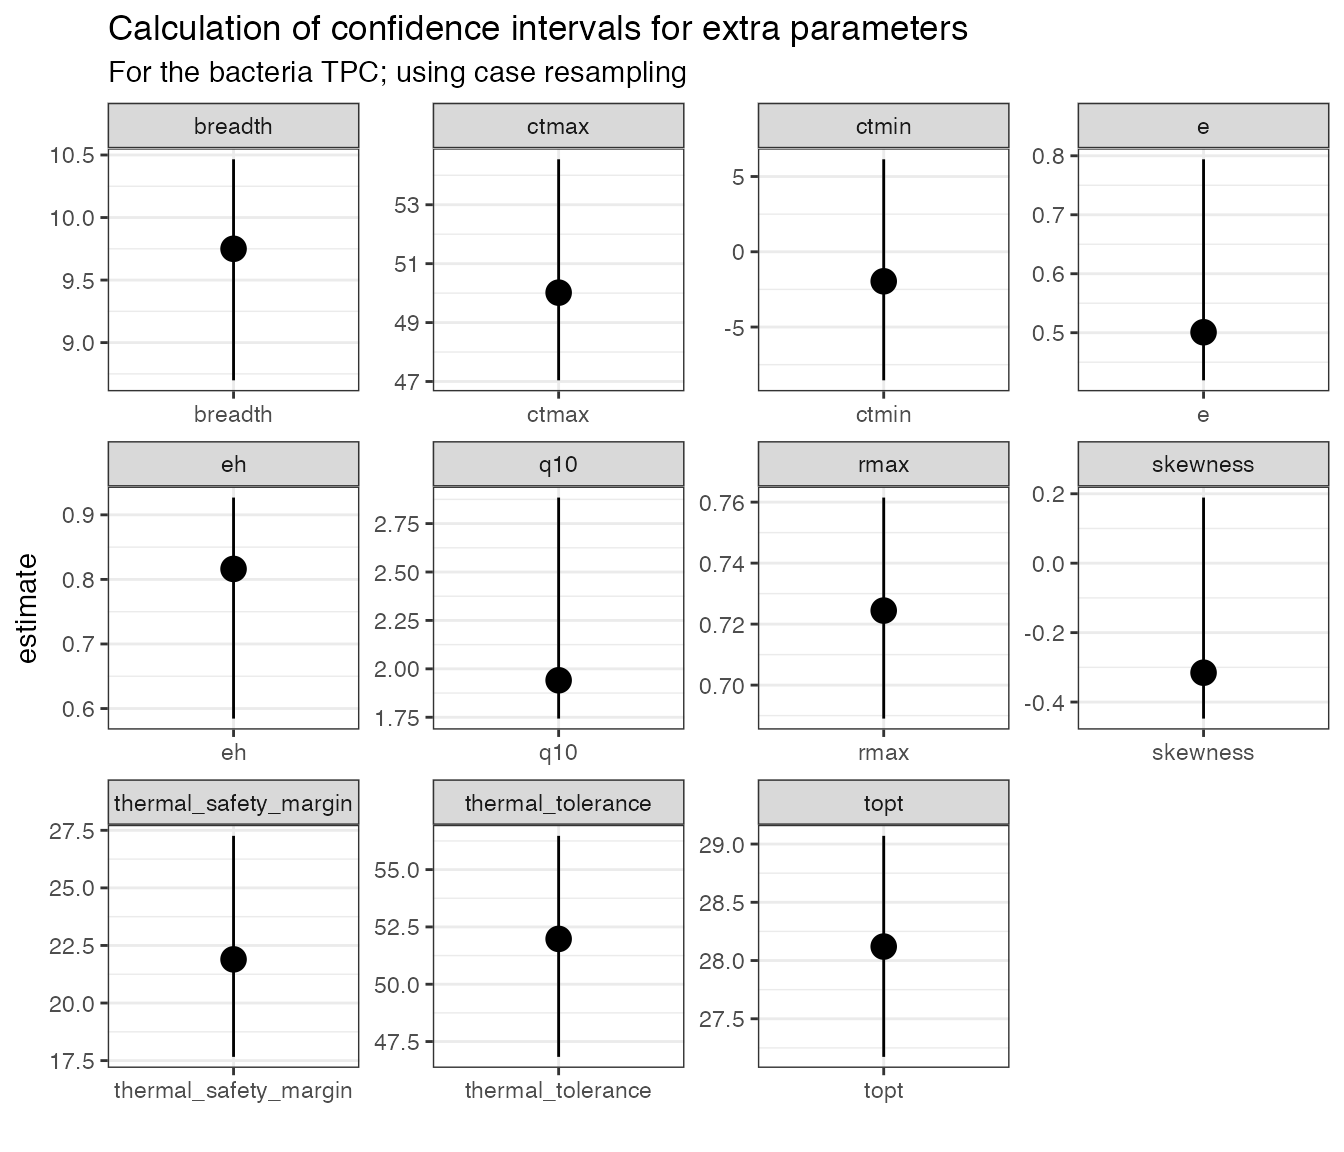 Calculation of confidence intervals for extra parameters
For the bacteria TPC; using case resampling
estimate
breadth
10.5
10.0
9.5
9.0
breadth
ctmax
53
51
49
47
ctmax
ctmin
5
0
-5
ctmin
e
0.8
0.7
0.6
0.5
e
eh
0.9
0.8
0.7
0.6
eh
q10
2.75
2.50
2.25
2.00
1.75
q10
rmax
0.76
0.74
0.72
0.70
rmax
skewness
0.2
0.0
-0.2
-0.4
skewness
thermal_safety_margin
27.5
25.0
22.5
20.0
17.5
thermal_safety_margin
thermal_tolerance
55.0
52.5
50.0
47.5
thermal_tolerance
topt
29.0
28.5
28.0
27.5
topt